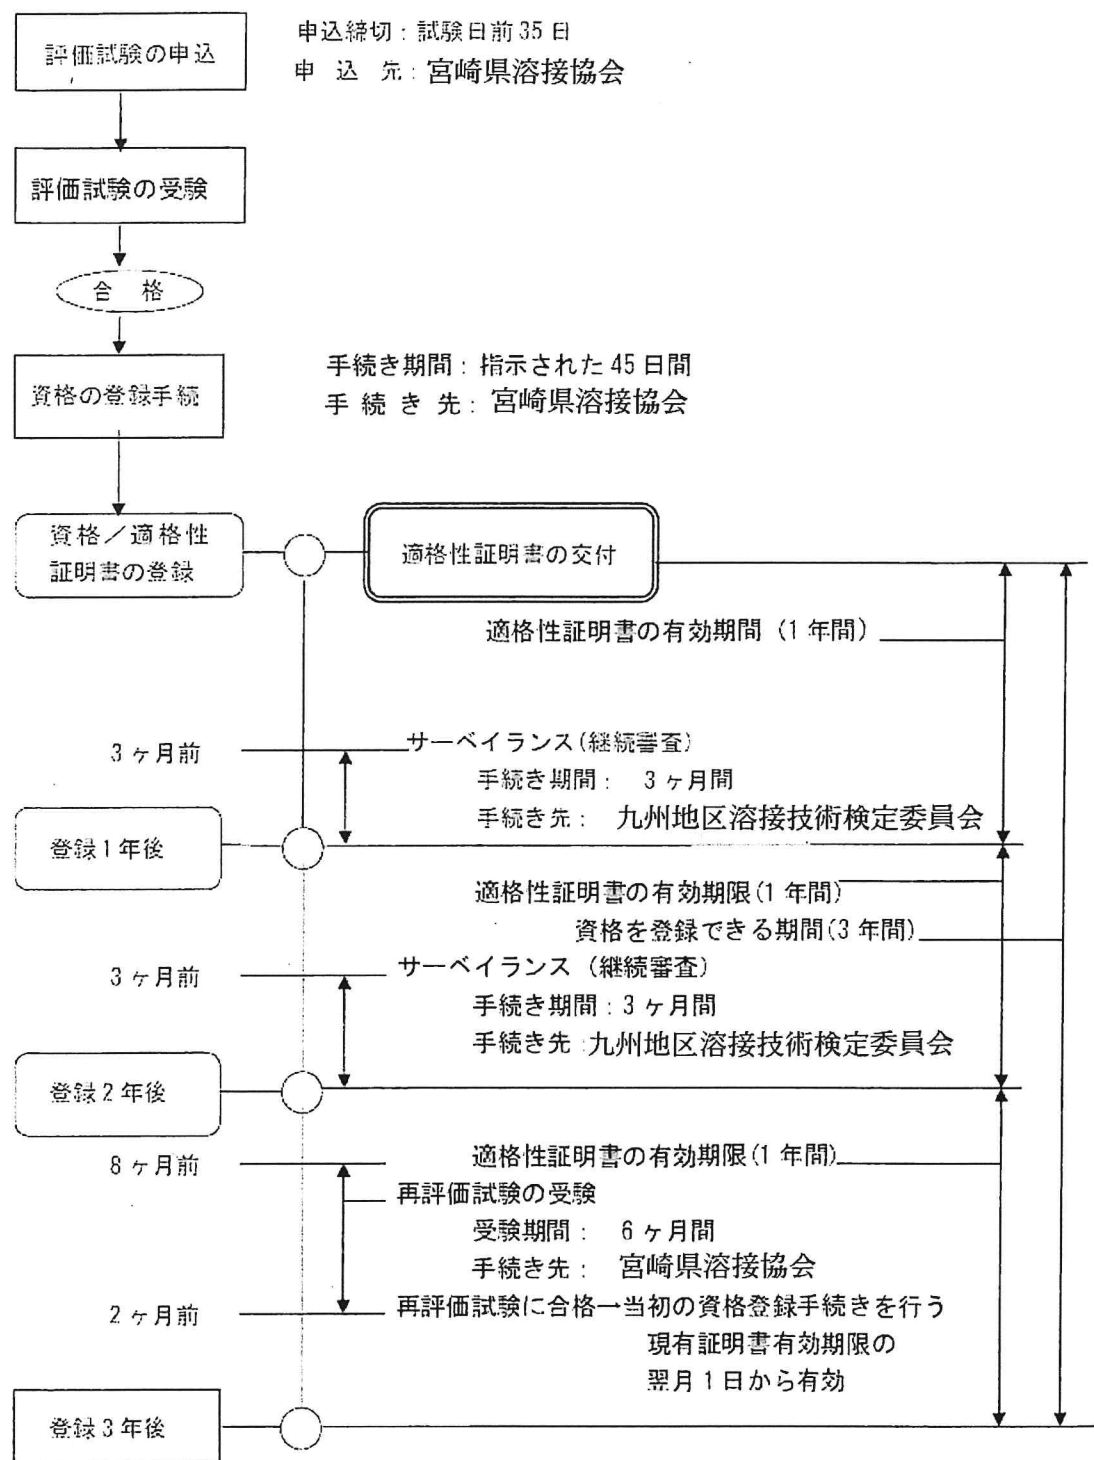 評価試験の申込
申込締切：試験日前35日
申込先：宮崎県溶接協会
評価試験の受験
合格
資格の登録手続
手続き期間：指示された45日間
手続き先：宮崎県溶接協会
資格／適格性
証明書の登録
適格性証明書の交付
適格性証明書の有効期間（1年間）
3ヶ月前
サーベイランス（継続審査）
手続き期間： 3ヶ月間
手続き先： 九州地区溶接技術検定委員会
登録1年後
適格性証明書の有効期限（1年間）
資格を登録できる期間（3年間）
3ヶ月前
サーベイランス（継続審査）
手続き期間：3ヶ月間
手続き先：九州地区溶接技術検定委員会
登録2年後
8ヶ月前
適格性証明書の有効期限（1年間）
再評価試験の受験
受験期間： 6ヶ月間
手続き先： 宮崎県溶接協会
2ヶ月前
再評価試験に合格→当初の資格登録手続きを行う
現有証明書有効期限の
翌月1日から有効
登録3年後